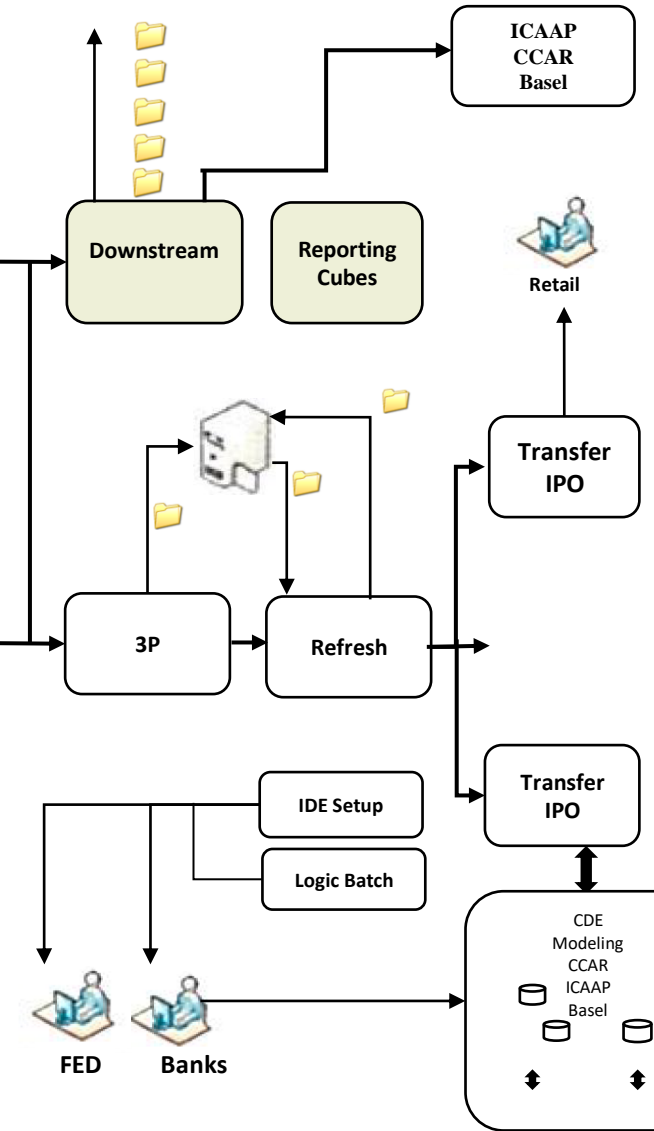 ICAAP
CCAR
Basel
Downstream
Reporting
Cubes
Retail
Transfer
IPO
3P
Refresh
Transfer
IPO
IDE Setup
Logic Batch
CDE
Modeling
CCAR
ICAAP
Basel
FED
Banks